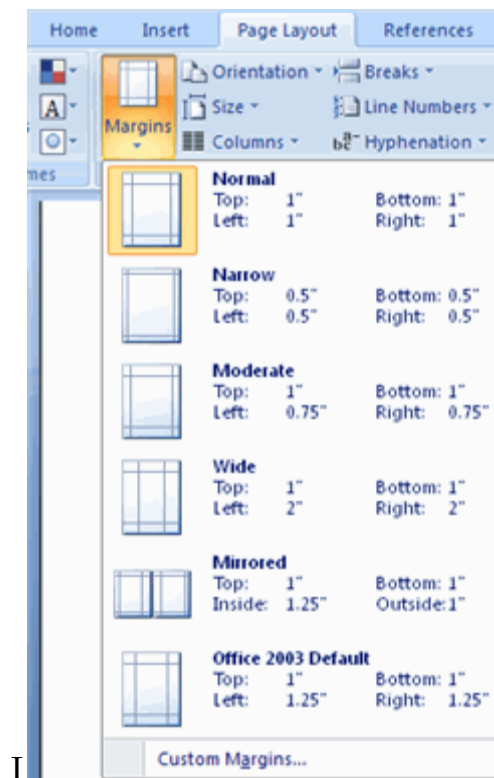 Home Insert Page Layout References
Orientation Breaks
A Size Line Numbers
Margins
Columns Hyphenation
mes
Normal
Top: 1" Bottom: 1"
Left: 1" Right: 1"
Narrow
Top: 0.5" Bottom: 0.5"
Left: 0.5" Right: 0.5"
Moderate
Top: 1" Bottom: 1"
Left: 0.75" Right: 0.75"
Wide
Top: 1" Bottom: 1"
Left: 2" Right: 2"
Mirrored
Top: 1" Bottom: 1"
Inside: 1.25" Outside: 1"
Office 2003 Default
Top: 1" Bottom: 1"
Left: 1.25" Right: 1.25"
Custom Margins...